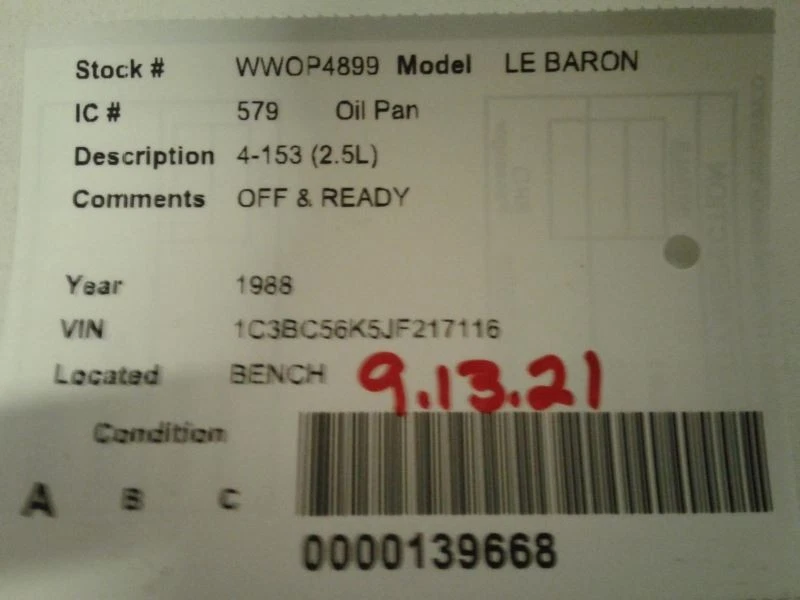 Stock # WWOP4899 Model LE BARON
IC # 579 Oil Pan
Description 4-153 (2.5L)
Comments OFF & READY
Year 1988
VIN 1C3BC56K5JF217116
Located BENCH 9.13.21
Condition
A B C
0000139668